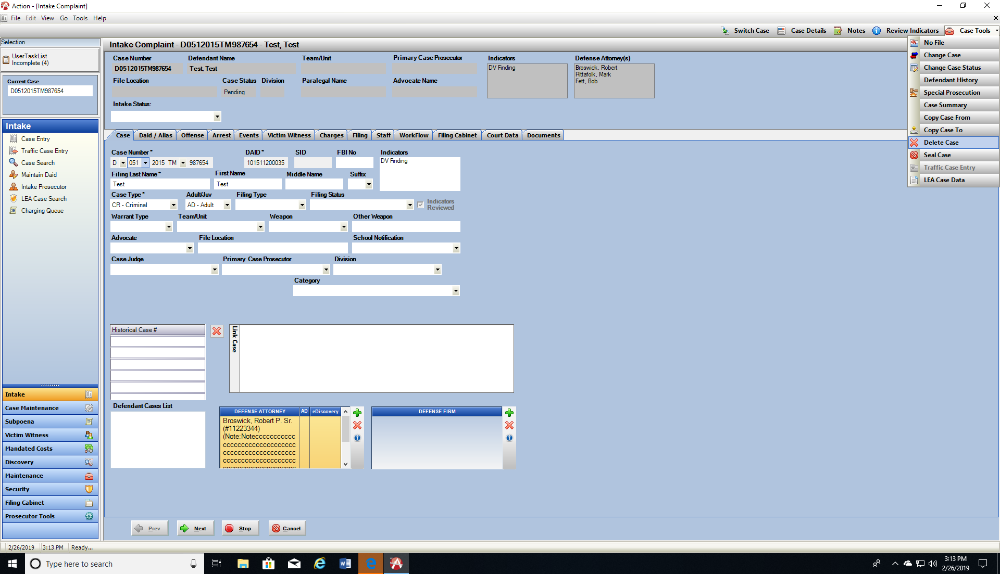 Action - [Intake Complaint]
File Edit View Go Tools Help
Switch Case Case Details Notes Review Indicators Case Tools
Selection
UserTaskList
Incomplete (4)
Current Case
D0512015TM987654
Intake
Case Entry
Traffic Case Entry
Case Search
Maintain Daid
Intake Prosecutor
LEA Case Search
Charging Queue
Intake
Case Maintenance
Subpoena
Victim Witness
Mandated Costs
Discovery
Maintenance
Security
Filing Cabinet
Prosecutor Tools
Intake Complaint - D0512015TM987654 - Test, Test
Case Number Defendant Name Team/Unit Primary Case Prosecutor Indicators Defense Attorney(s)
D0512015TM987654 Test, Test DV Finding Broswick, Robert
Rittafolk, Mark
Fett, Bob
File Location Case Status Division Paralegal Name Advocate Name
Pending
Intake Status:
Case Daid / Alias Offense Arrest Events Victim Witness Charges Filing Staff WorkFlow Filing Cabinet Court Data Documents
Case Number * DAID * SID FBI No Indicators
D 051 2015 TM 987654 101511200035 DV Finding
Filing Last Name * First Name Middle Name Suffix
Test Test
Case Type * Adult/Juv Filing Type Filing Status
CR - Criminal AD - Adult Indicators
Reviewed
Warrant Type Team/Unit Weapon Other Weapon
Advocate File Location School Notification
Case Judge Primary Case Prosecutor Division
Category
Historical Case #
Link Case
Defendant Cases List
DEFENSE ATTORNEY AD eDiscovery DEFENSE FIRM
Broswick, Robert P. Sr.
(#11223344)
(Note:Noteccccccccccc
cccccccccccccccccccc
cccccccccccccccccccc
cccccccccccccccccccc
No File
Change Case
Change Case Status
Defendant History
Special Prosecution
Case Summary
Copy Case From
Copy Case To
Delete Case
Seal Case
Traffic Case Entry
LEA Case Data
Prev Next Stop Cancel
2/26/2019 3:13 PM Ready...
Type here to search
3:13 PM
2/26/2019